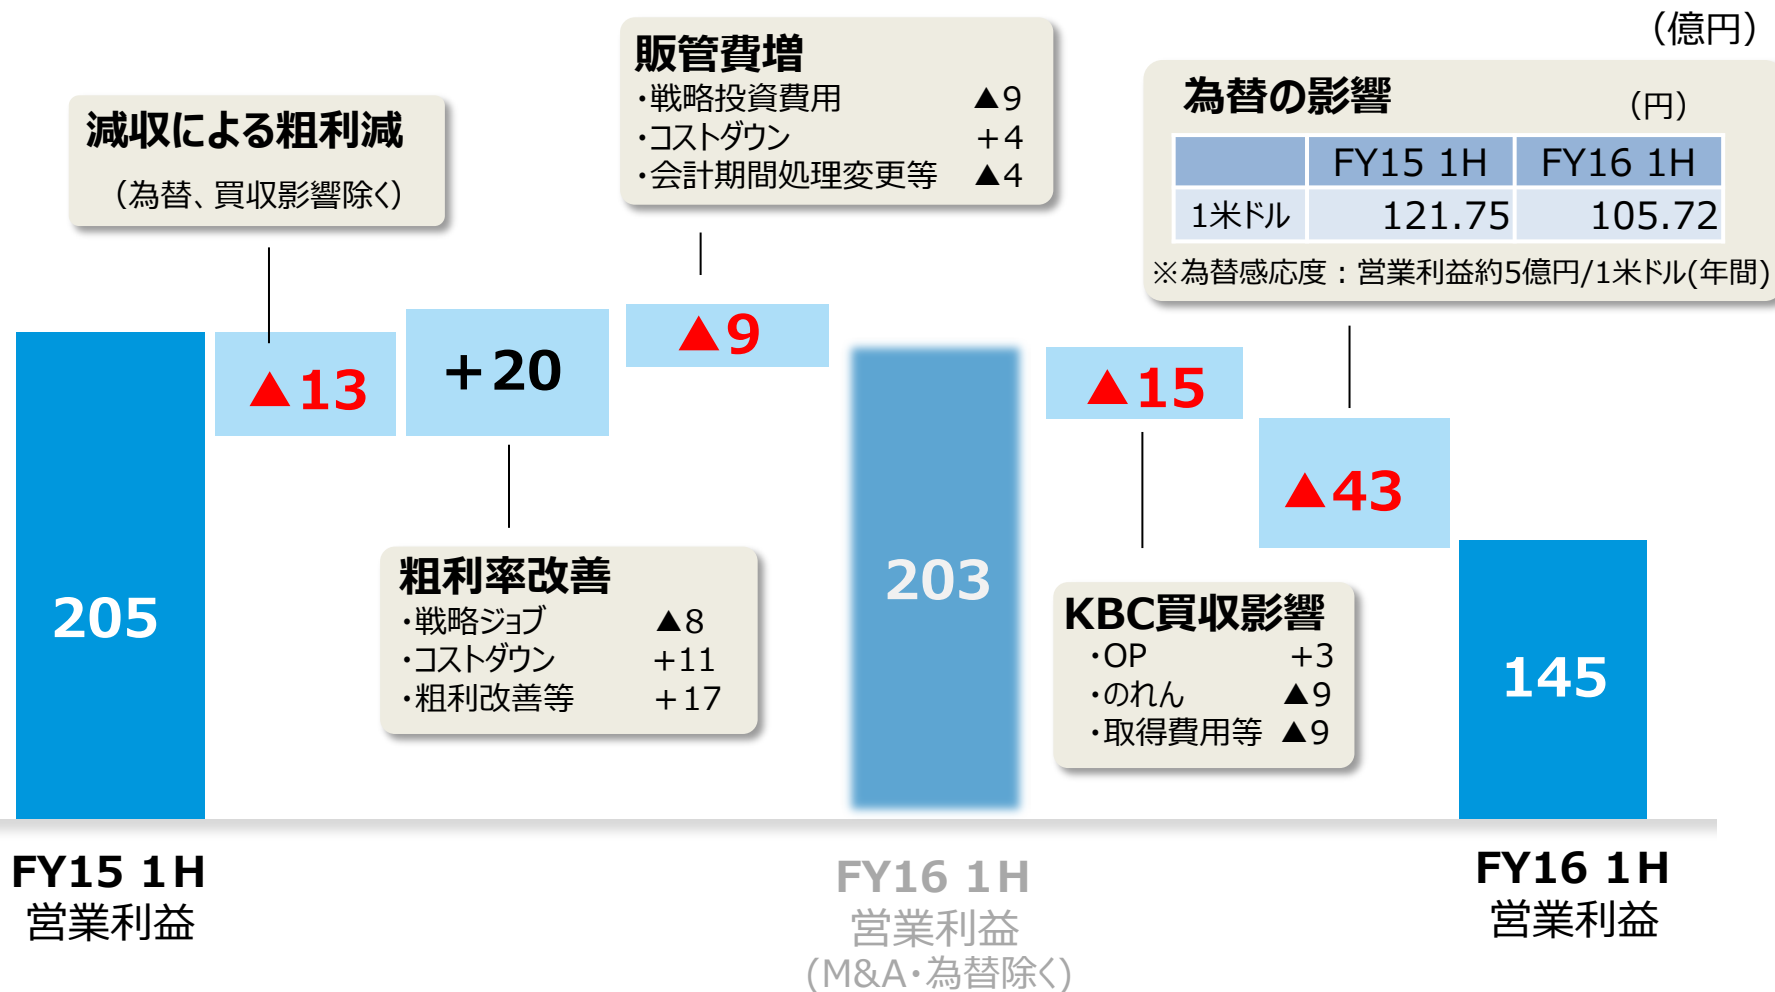 （億円）
販管費増
・戦略投資費用 ▲9
・コストダウン ＋4
・会計期間処理変更等 ▲4
為替の影響 （円）
FY15 1H FY16 1H
1米ドル 121.75 105.72
※為替感応度：営業利益約5億円/1米ドル(年間)
減収による粗利減
（為替、買収影響除く）
▲13
＋20
▲9
▲15
▲43
205
203
145
粗利率改善
・戦略ジョブ ▲8
・コストダウン +11
・粗利改善等 ＋17
KBC買収影響
・OP +3
・のれん ▲9
・取得費用等 ▲9
FY15 1H
営業利益
FY16 1H
営業利益
(M&A・為替除く)
FY16 1H
営業利益